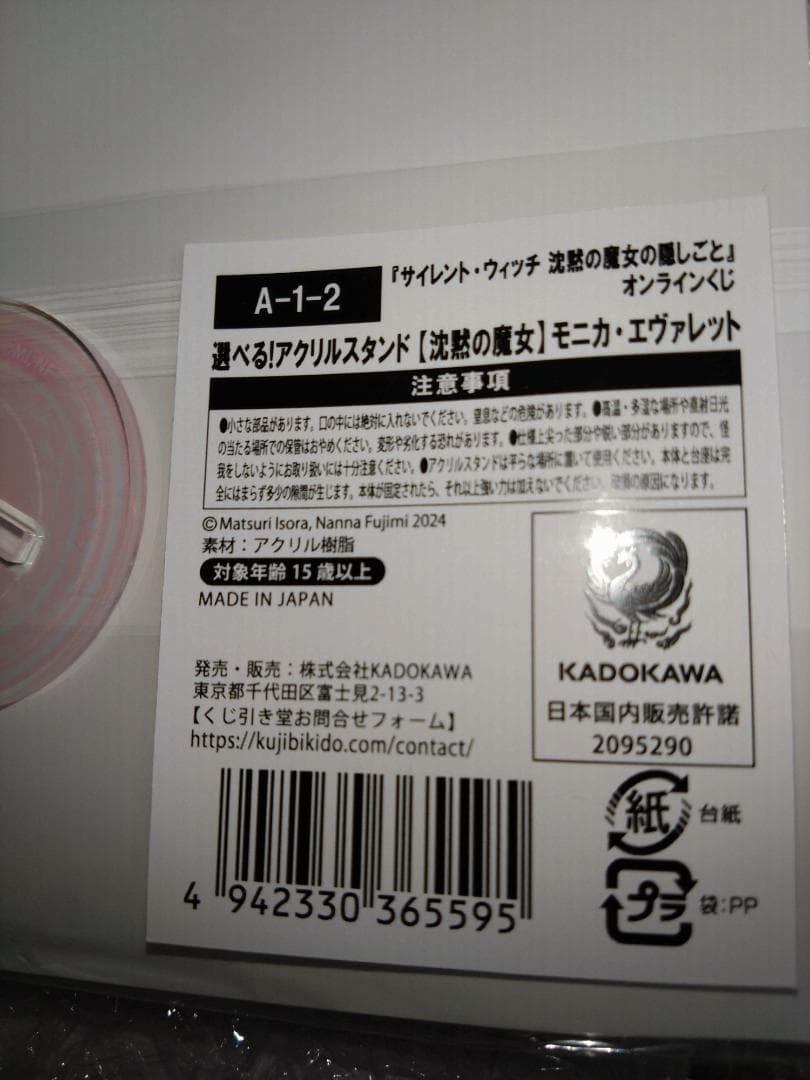 A-1-2
『サイレント・ウィッチ 沈黙の魔女の隠しごと』
オンラインくじ
選べる!アクリルスタンド【沈黙の魔女】モニカ・エヴァレット
注意事項
●小さな部品があります。口の中には絶対に入れないでください。窒息などの危険があります。●高温・多湿な場所や直射日光
の当たる場所での保管はおやめください。変形や劣化する恐れがあります。●仕様上尖った部分や鋭い部分がありますので、怪
我をしないようにお取り扱いには十分注意ください。●アクリルスタンドは平らな場所に置いて使用ください。本体と台座は完
全にはまらず多少の隙間が生じます。本体が固定されたら、それ以上強い力は加えないでください。破損の原因になります。
©Matsuri Isora, Nanna Fujimi 2024
素材：アクリル樹脂
対象年齢 15 歳以上
MADE IN JAPAN
発売・販売：株式会社KADOKAWA
東京都千代田区富士見2-13-3
【くじ引き堂お問合せフォーム】
https://kujibikido.com/contact/
KADOKAWA
日本国内販売許諾
2095290
4 942330 365595
紙 台紙
プラ 袋:PP